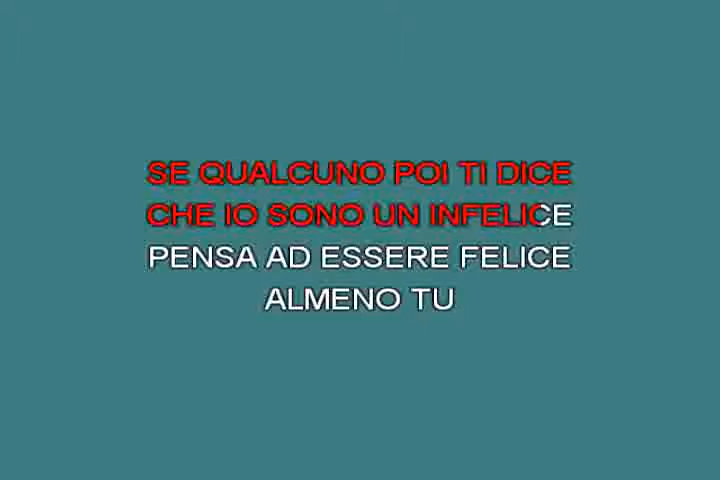 SE QUALCUNO POI TI DICE
CHE IO SONO UN INFELICE
PENSA AD ESSERE FELICE
ALMENO TU